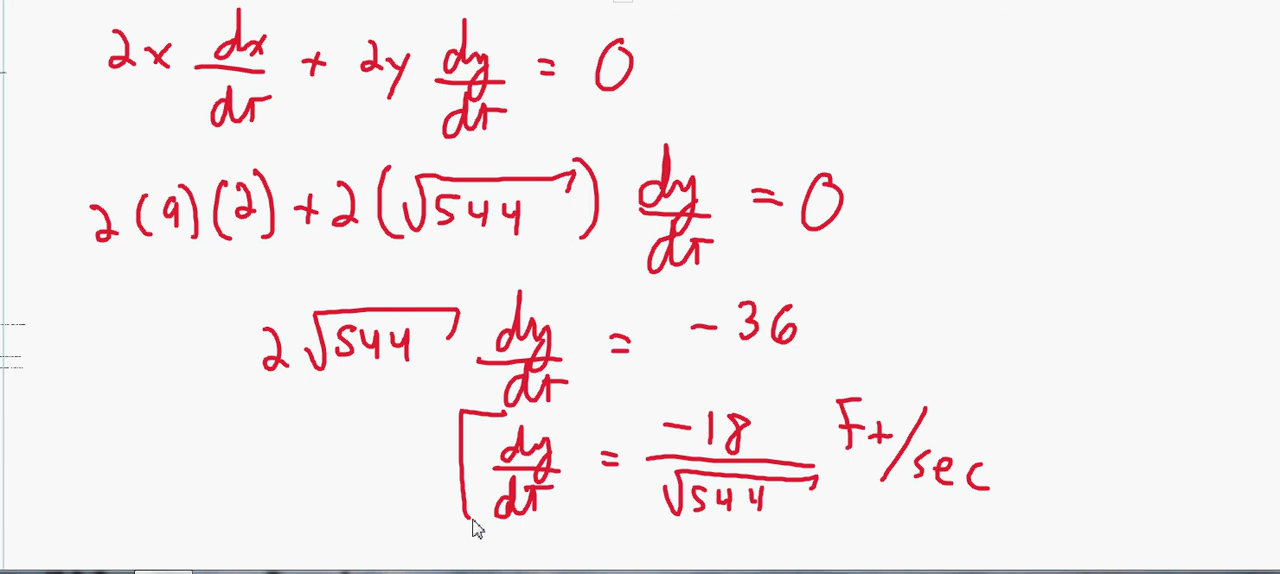 2x dx/dt + 2y dy/dt = 0
2(9)(2) + 2(√544) dy/dt = 0
2√544 dy/dt = -36
dy/dt = -18/√544 Ft/sec